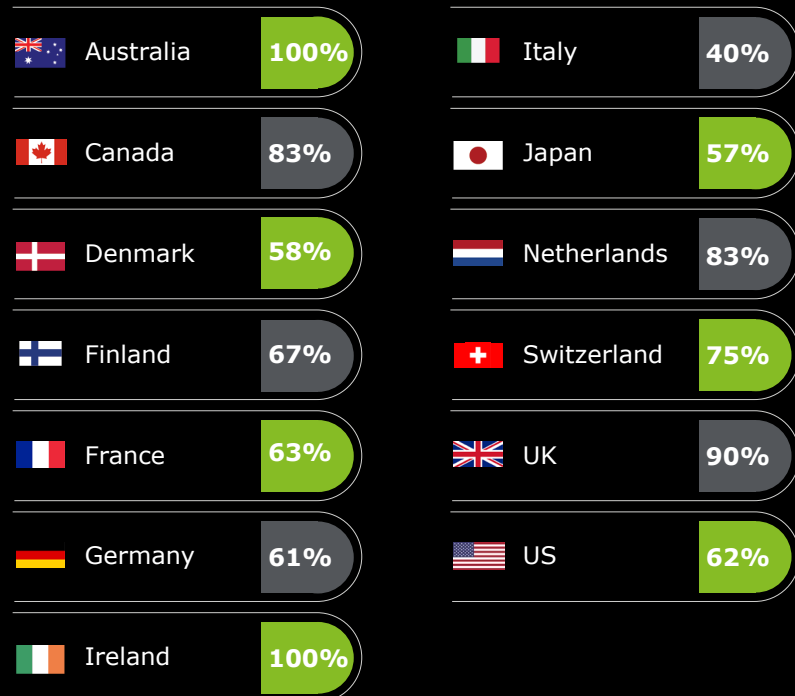 Australia 100%
Canada 83%
Denmark 58%
Finland 67%
France 63%
Germany 61%
Ireland 100%
Italy 40%
Japan 57%
Netherlands 83%
Switzerland 75%
UK 90%
US 62%